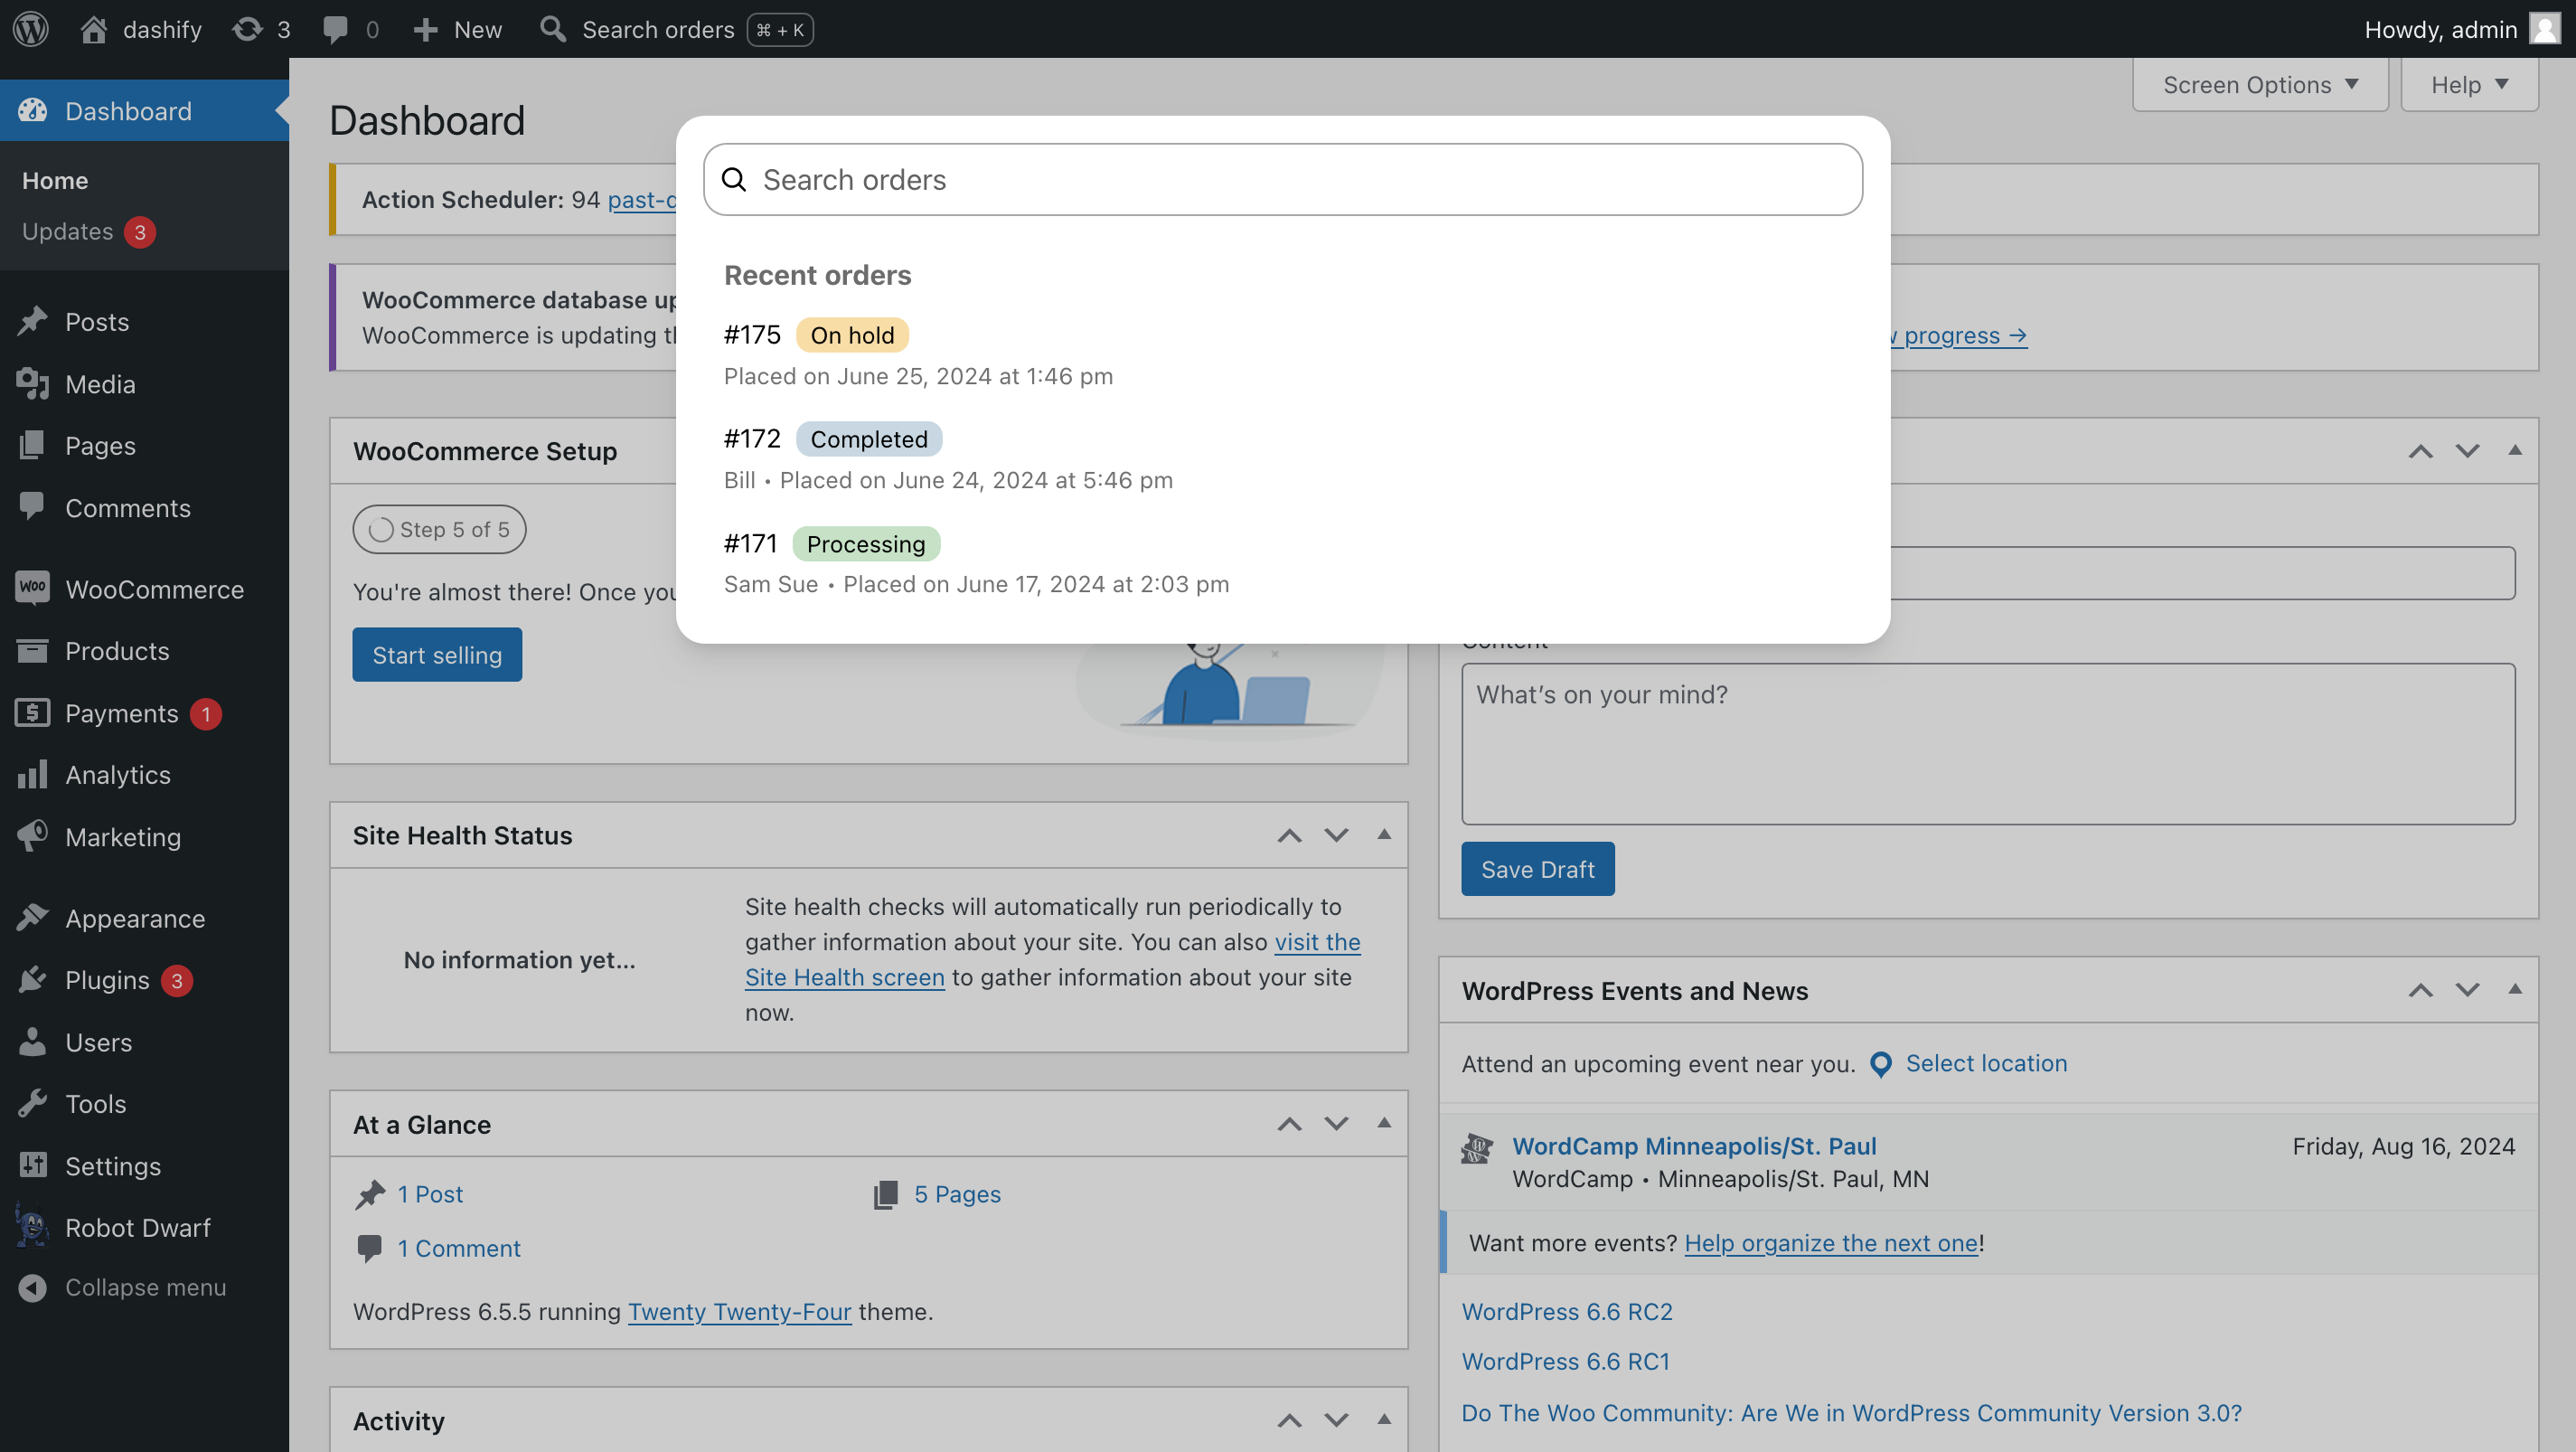 dashify 3 0 New Search orders ⌘ + K Howdy, admin
Dashboard
Home
Updates 3
Posts
Media
Pages
Comments
Woo WooCommerce
Products
Payments 1
Analytics
Marketing
Appearance
Plugins 3
Users
Tools
Settings
Robot Dwarf
Collapse menu
Screen Options Help
Dashboard
Action Scheduler: 94
WooCommerce database
WooCommerce is updating
progress →
Search orders
Recent orders
#175 On hold
Placed on June 25, 2024 at 1:46 pm
#172 Completed
Bill • Placed on June 24, 2024 at 5:46 pm
#171 Processing
Sam Sue • Placed on June 17, 2024 at 2:03 pm
WooCommerce Setup
Step 5 of 5
You're almost there! Once
Start selling
Site Health Status
No information yet...
Site health checks will automatically run periodically to
gather information about your site. You can also visit the
Site Health screen to gather information about your site
now.
At a Glance
1 Post 5 Pages
1 Comment
WordPress 6.5.5 running Twenty Twenty-Four theme.
Activity
Content
What's on your mind?
Save Draft
WordPress Events and News
Attend an upcoming event near you. Select location
WordCamp Minneapolis/St. Paul Friday, Aug 16, 2024
WordCamp • Minneapolis/St. Paul, MN
Want more events? Help organize the next one!
WordPress 6.6 RC2
WordPress 6.6 RC1
Do The Woo Community: Are We in WordPress Community Version 3.0?